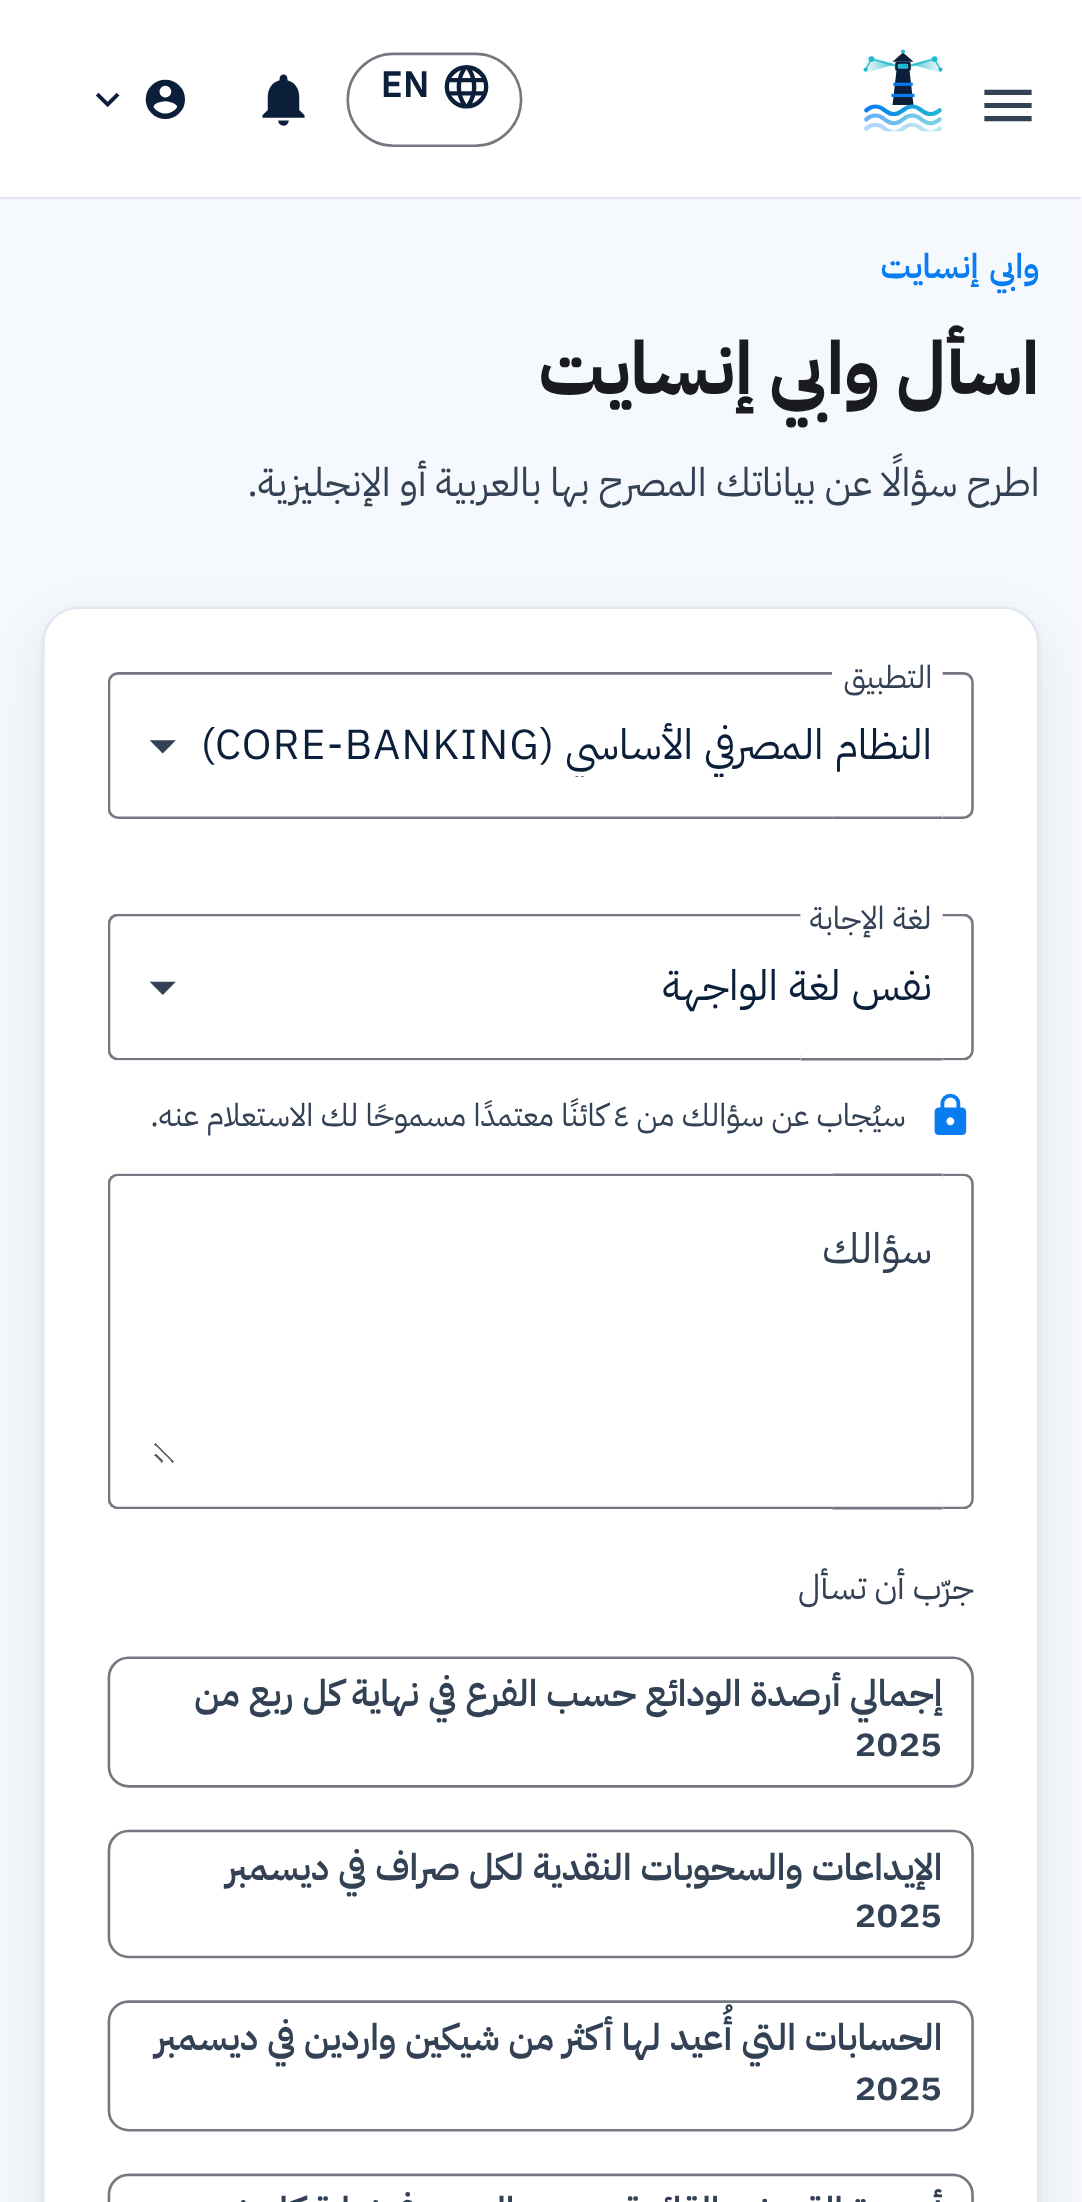 EN
وابي إنسايت
اسأل وابي إنسايت
اطرح سؤالًا عن بياناتك المصرح بها بالعربية أو الإنجليزية.
التطبيق
النظام المصرفي الأساسي (CORE-BANKING)
لغة الإجابة
نفس لغة الواجهة
سيُجاب عن سؤالك من ٤ كائنًا معتمدًا مسموحًا لك الاستعلام عنه.
سؤالك
جرّب أن تسأل
إجمالي أرصدة الودائع حسب الفرع في نهاية كل ربع من
2025
الإيداعات والسحوبات النقدية لكل صراف في ديسمبر
2025
الحسابات التي أُعيد لها أكثر من شيكين واردين في ديسمبر
2025